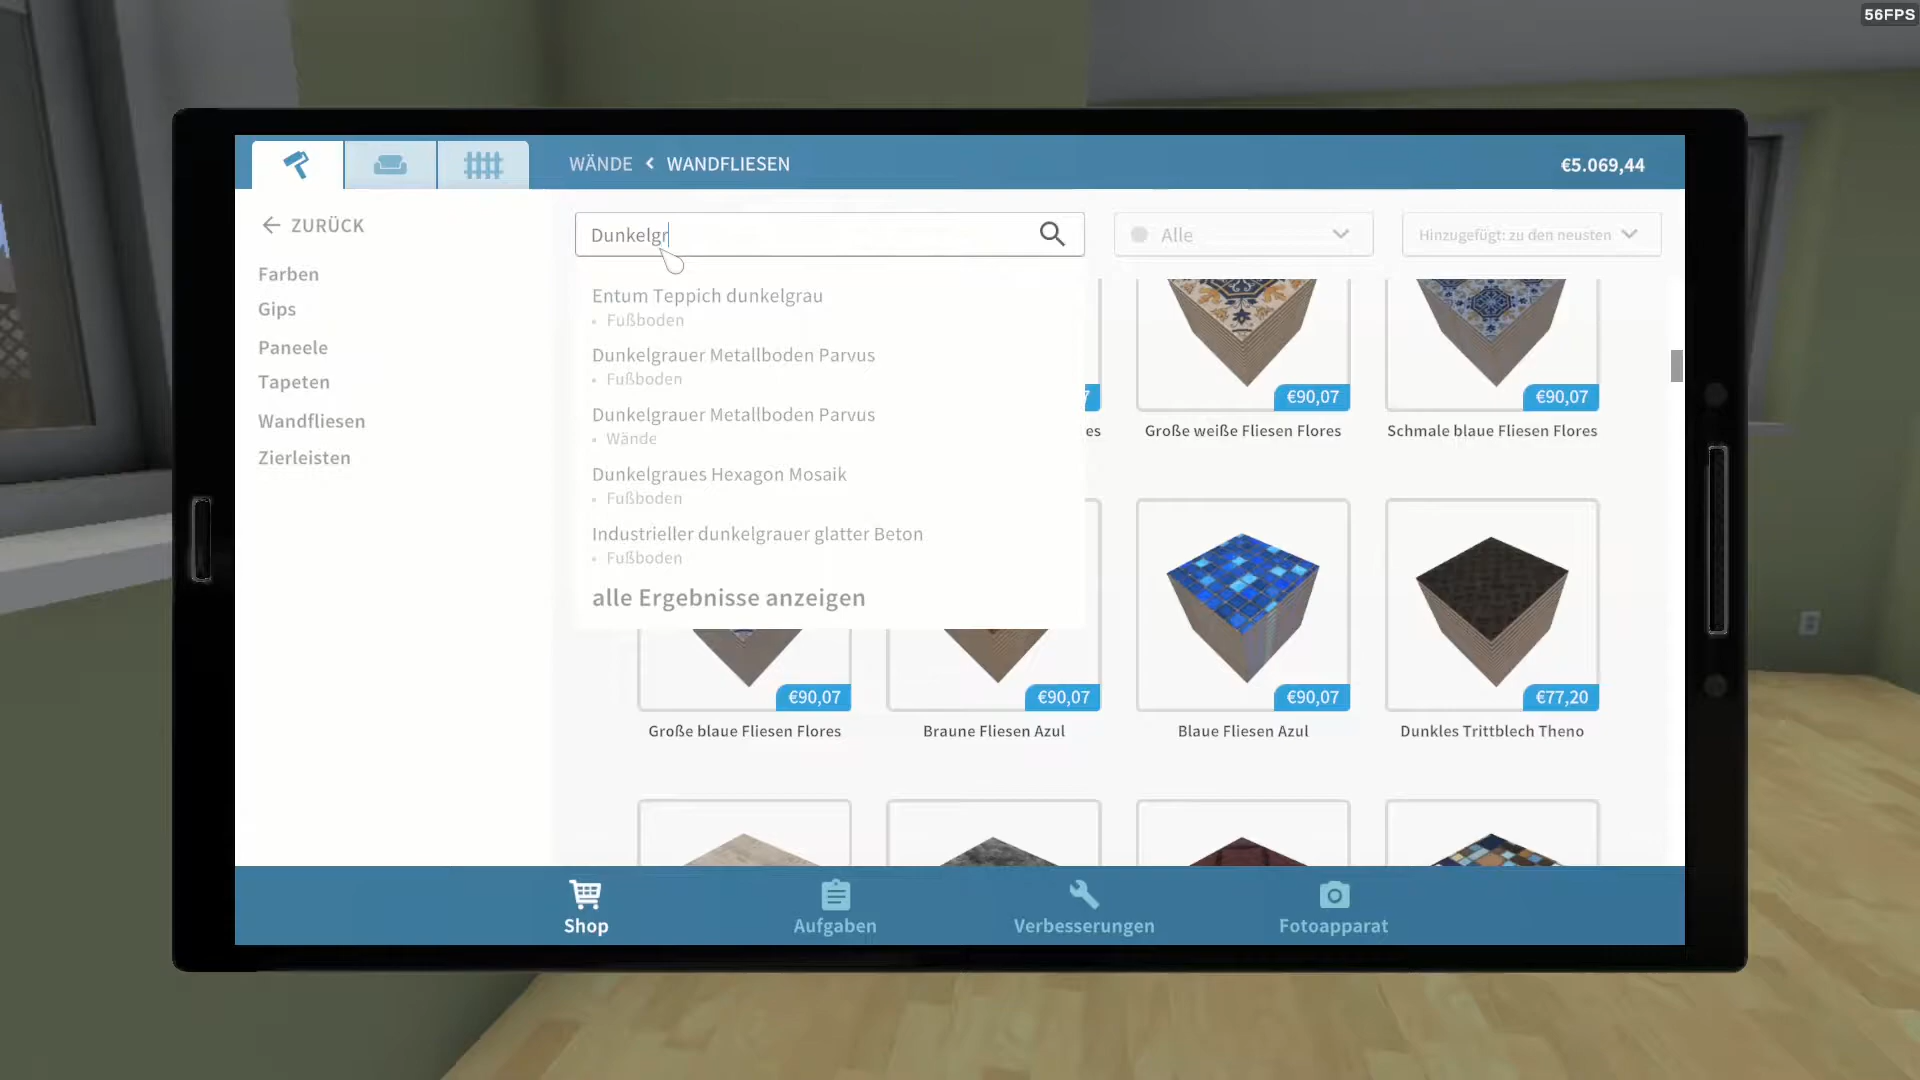 56FPS
WÄNDE < WANDFLIESEN
€5.069,44
ZURÜCK
Farben
Gips
Paneele
Tapeten
Wandfliesen
Zierleisten
Dunkelgr
Alle
Hinzugefügt: zu den neusten
Entum Teppich dunkelgrau
• Fußboden
Dunkelgrauer Metallboden Parvus
• Fußboden
Dunkelgrauer Metallboden Parvus
• Wände
Dunkelgraues Hexagon Mosaik
• Fußboden
Industrieller dunkelgrauer glatter Beton
• Fußboden
alle Ergebnisse anzeigen
7 €90,07 €90,07
es Große weiße Fliesen Flores Schmale blaue Fliesen Flores
€90,07 €90,07 €90,07 €77,20
Große blaue Fliesen Flores Braune Fliesen Azul Blaue Fliesen Azul Dunkles Trittblech Theno
Shop Aufgaben Verbesserungen Fotoapparat